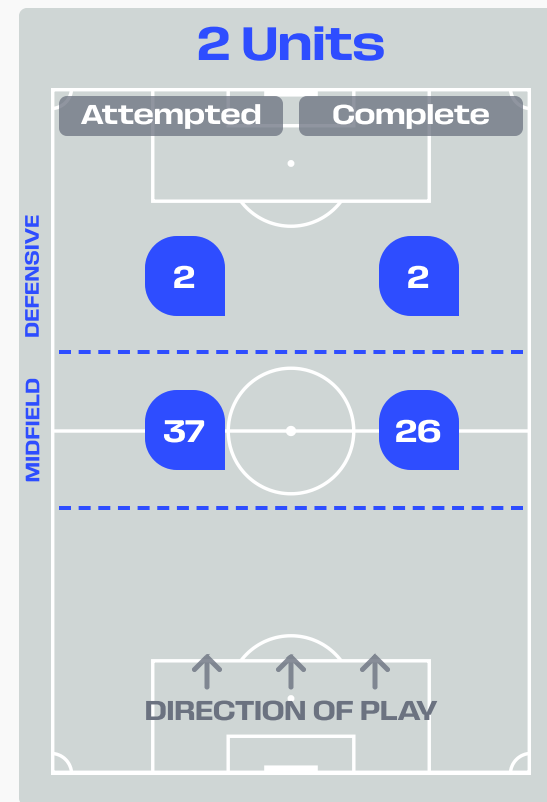 2 Units
Attempted Complete
DEFENSIVE
2 2
MIDFIELD
37 26
DIRECTION OF PLAY